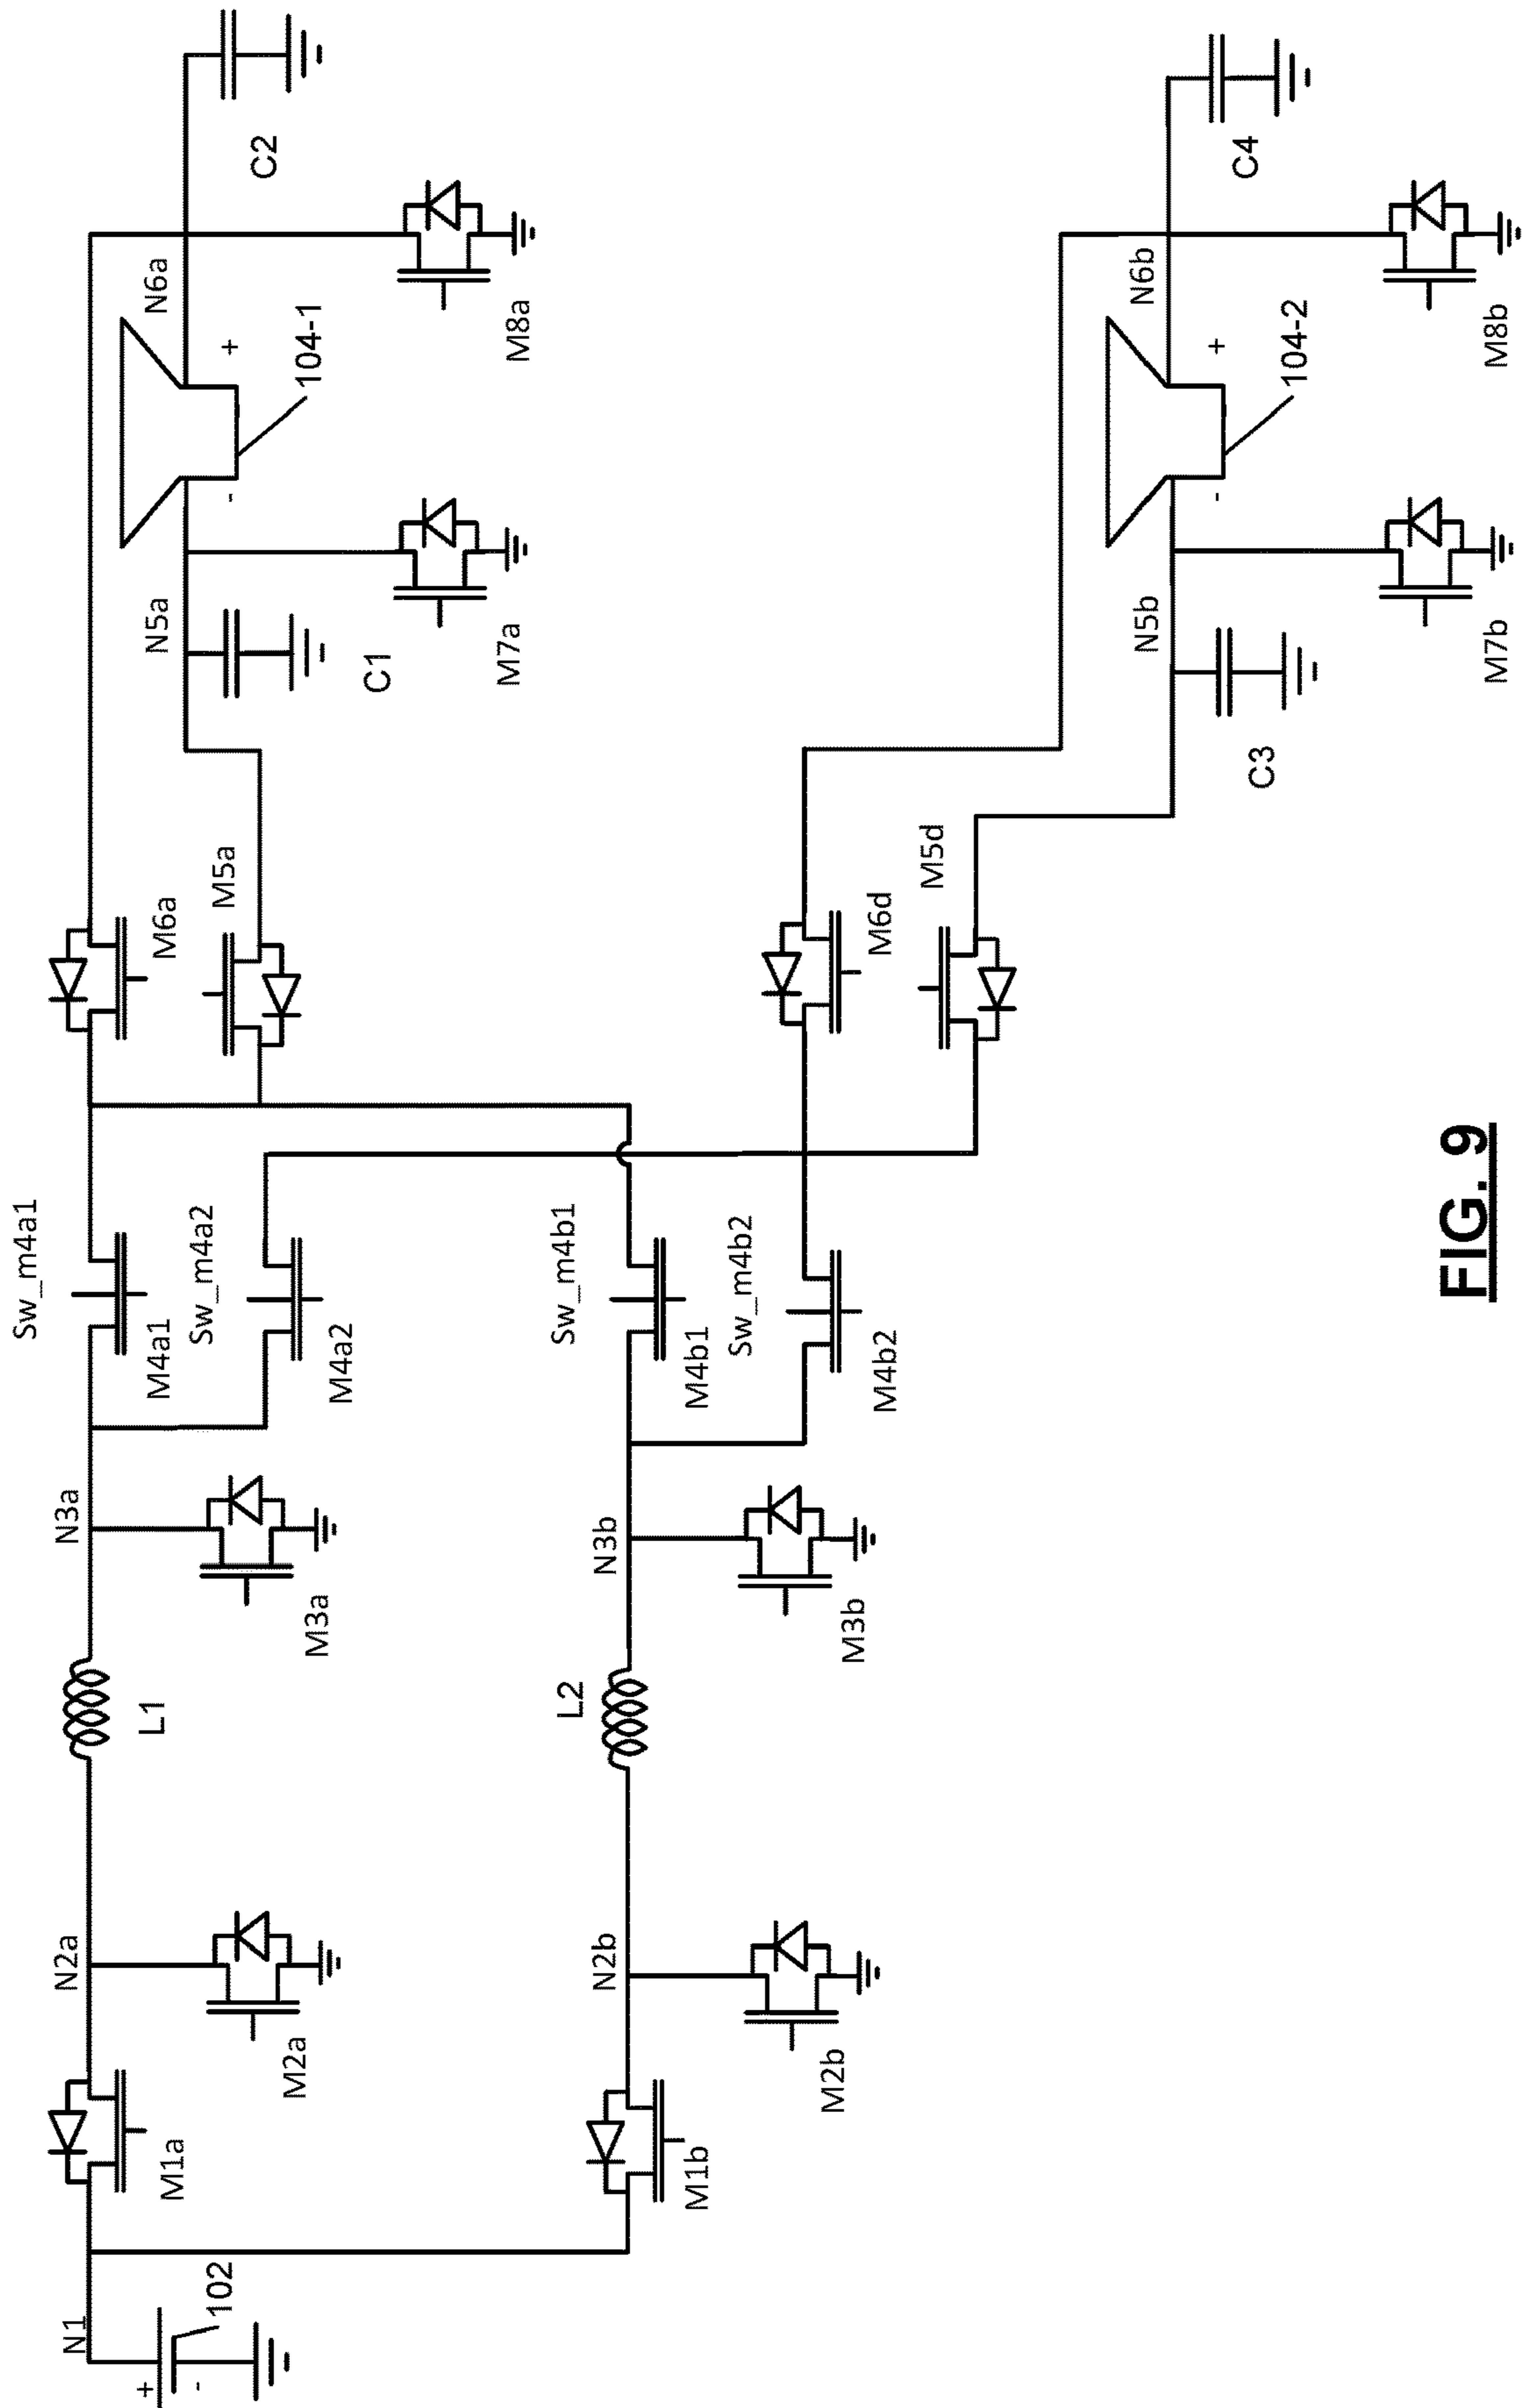 N1
+
-
102
M1a
N2a
M2a
L1
N3a
M3a
Sw_m4a1
M4a1
Sw_m4a2
M4a2
M6a
M5a
N5a
C1
M7a
-
+
104-1
N6a
M8a
C2
M1b
N2b
M2b
L2
N3b
M3b
Sw_m4b1
M4b1
Sw_m4b2
M4b2
M6d
M5d
C3
N5b
M7b
-
+
104-2
N6b
M8b
C4
FIG. 9